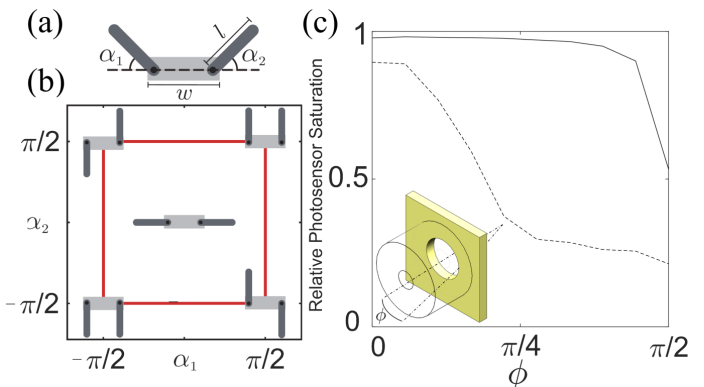 (a)
l
α₁
α₂
w
(b)
π/2
α₂
-π/2
-π/2
α₁
π/2
(c)
Relative Photosensor Saturation
1
0.5
0
ϕ
0
π/4
π/2
ϕ